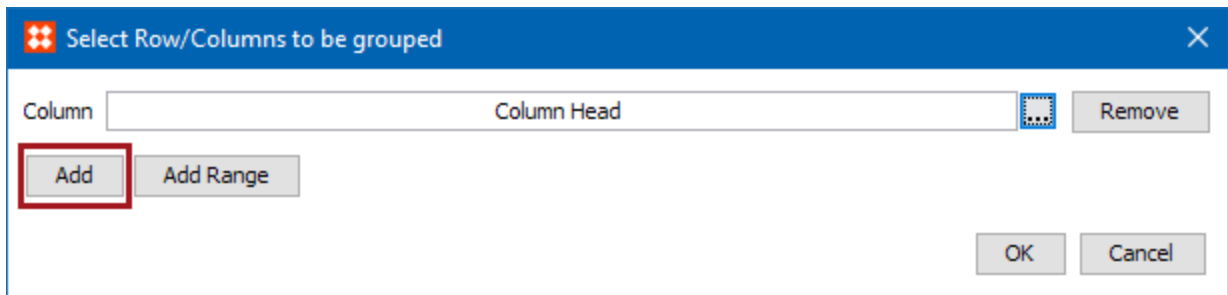 Select Row/Columns to be grouped
Column Column Head ... Remove
Add Add Range
OK Cancel